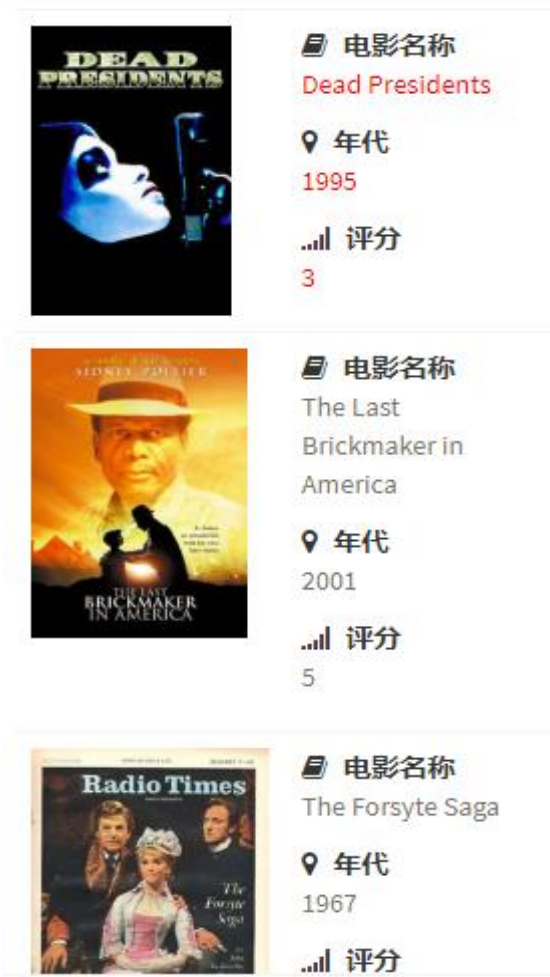 DEAD
PRESIDENTS
电影名称
Dead Presidents
年代
1995
评分
3
SIDNEY POITIER
THE LAST
BRICKMAKER
IN AMERICA
电影名称
The Last
Brickmaker in
America
年代
2001
评分
5
Radio Times
The
Forsyte
Saga
电影名称
The Forsyte Saga
年代
1967
评分